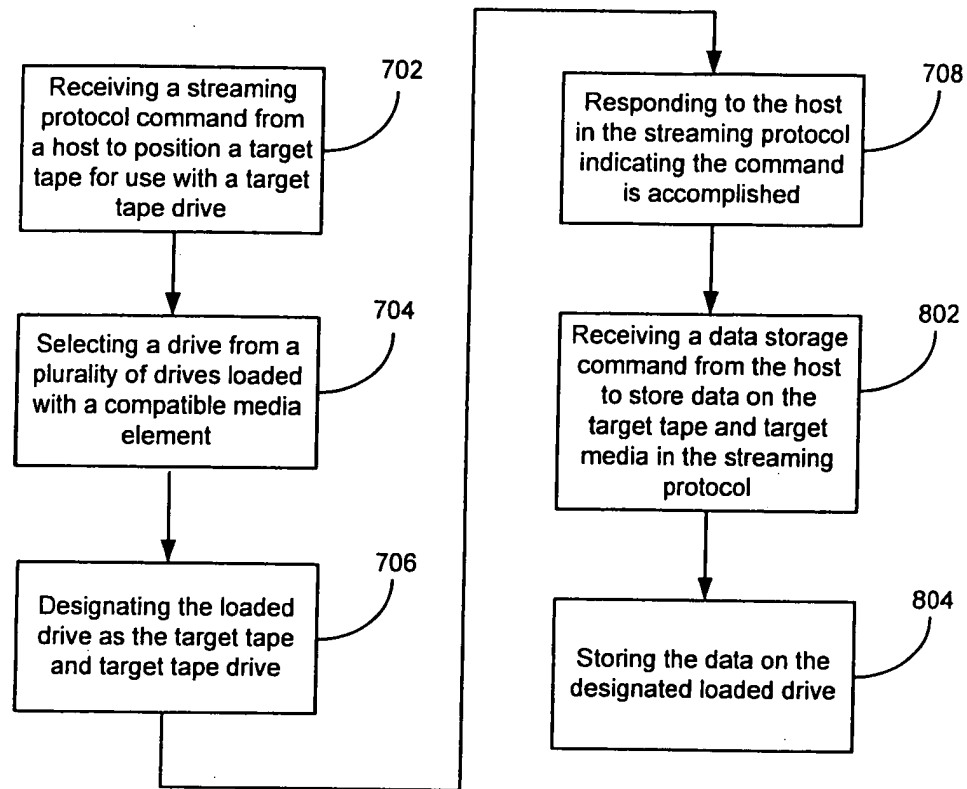 702
Receiving a streaming
protocol command from
a host to position a target
tape for use with a target
tape drive
704
Selecting a drive from a
plurality of drives loaded
with a compatible media
element
706
Designating the loaded
drive as the target tape
and target tape drive
708
Responding to the host
in the streaming protocol
indicating the command
is accomplished
802
Receiving a data storage
command from the host
to store data on the
target tape and target
media in the streaming
protocol
804
Storing the data on the
designated loaded drive